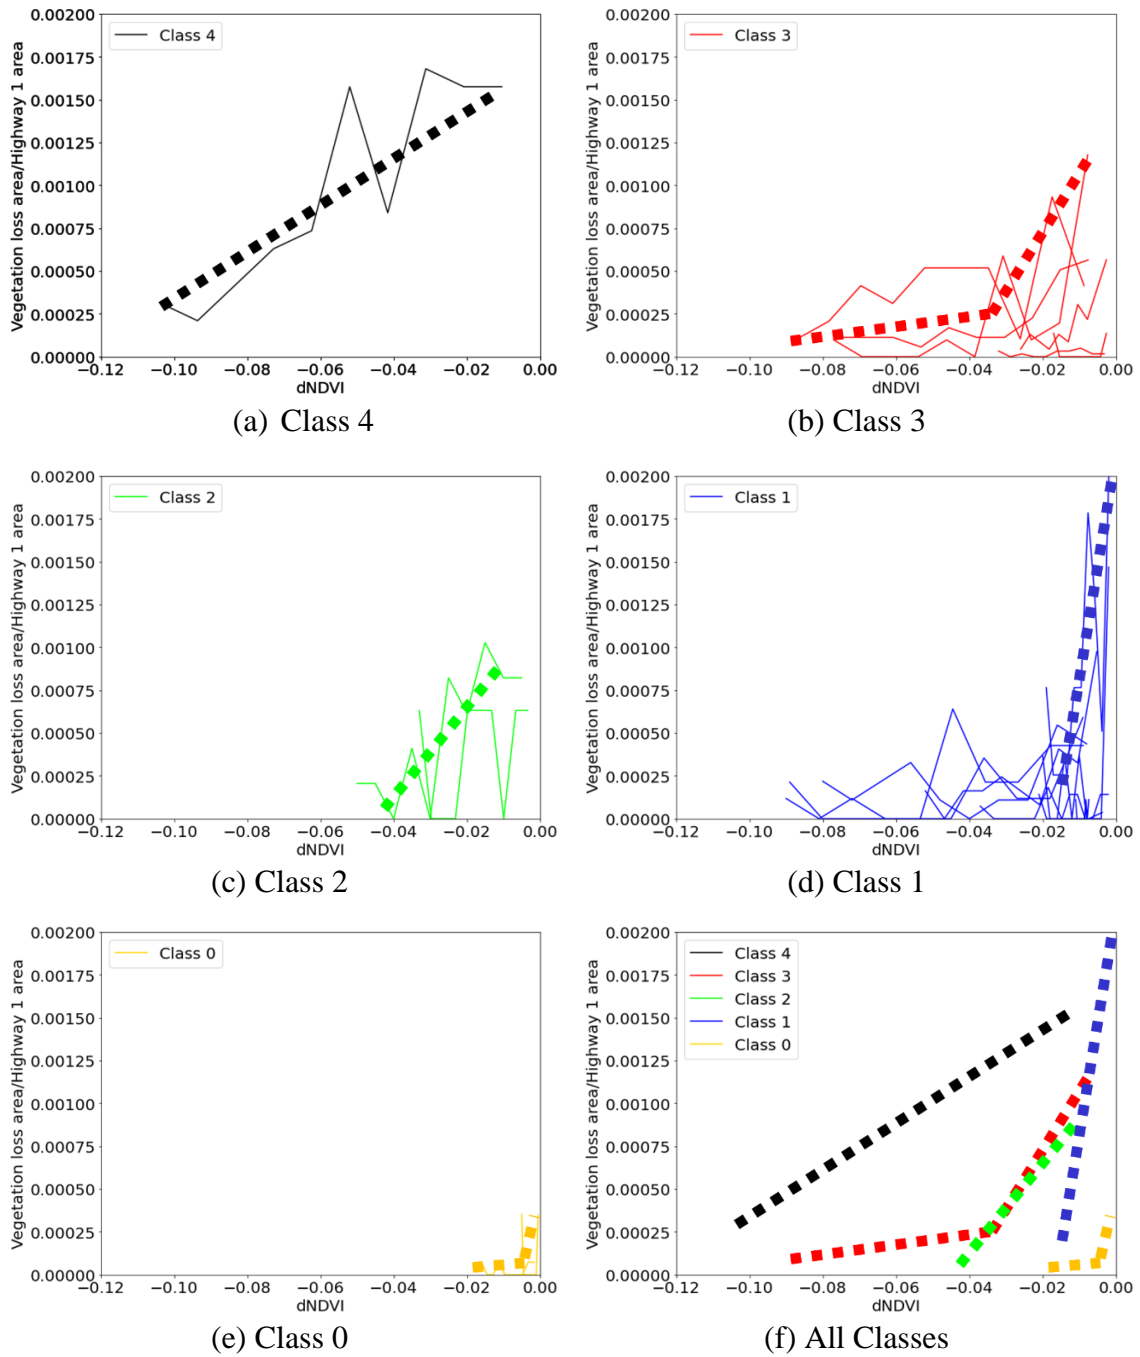 Class 4
Vegetation loss area/Highway 1 area
0.00200
0.00175
0.00150
0.00125
0.00100
0.00075
0.00050
0.00025
0.00000
−0.12 −0.10 −0.08 −0.06 −0.04 −0.02 0.00
dNDVI
(a) Class 4
Class 3
Vegetation loss area/Highway 1 area
0.00200
0.00175
0.00150
0.00125
0.00100
0.00075
0.00050
0.00025
0.00000
−0.12 −0.10 −0.08 −0.06 −0.04 −0.02 0.00
dNDVI
(b) Class 3
Class 2
Vegetation loss area/Highway 1 area
0.00200
0.00175
0.00150
0.00125
0.00100
0.00075
0.00050
0.00025
0.00000
−0.12 −0.10 −0.08 −0.06 −0.04 −0.02 0.00
dNDVI
(c) Class 2
Class 1
Vegetation loss area/Highway 1 area
0.00200
0.00175
0.00150
0.00125
0.00100
0.00075
0.00050
0.00025
0.00000
−0.12 −0.10 −0.08 −0.06 −0.04 −0.02 0.00
dNDVI
(d) Class 1
Class 0
Vegetation loss area/Highway 1 area
0.00200
0.00175
0.00150
0.00125
0.00100
0.00075
0.00050
0.00025
0.00000
−0.12 −0.10 −0.08 −0.06 −0.04 −0.02 0.00
dNDVI
(e) Class 0
Class 4
Class 3
Class 2
Class 1
Class 0
Vegetation loss area/Highway 1 area
0.00200
0.00175
0.00150
0.00125
0.00100
0.00075
0.00050
0.00025
0.00000
−0.12 −0.10 −0.08 −0.06 −0.04 −0.02 0.00
dNDVI
(f) All Classes